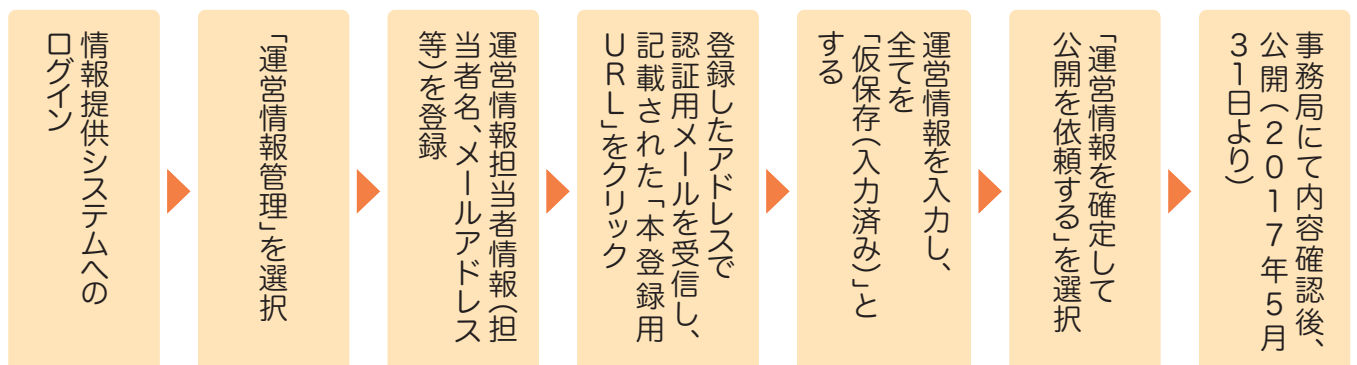 情報提供システムへの
ログイン
「運営情報管理」を選択
運営情報担当者情報（担
当者名、メールアドレス
等）を登録
登録したアドレスで
認証用メールを受信し、
記載された「本登録用
ＵＲＬ」をクリック
運営情報を入力し、
全てを
「仮保存（入力済み）」と
する
「運営情報を確定して
公開を依頼する」を選択
事務局にて内容確認後、
公開（２０１７年５月
３１日より）